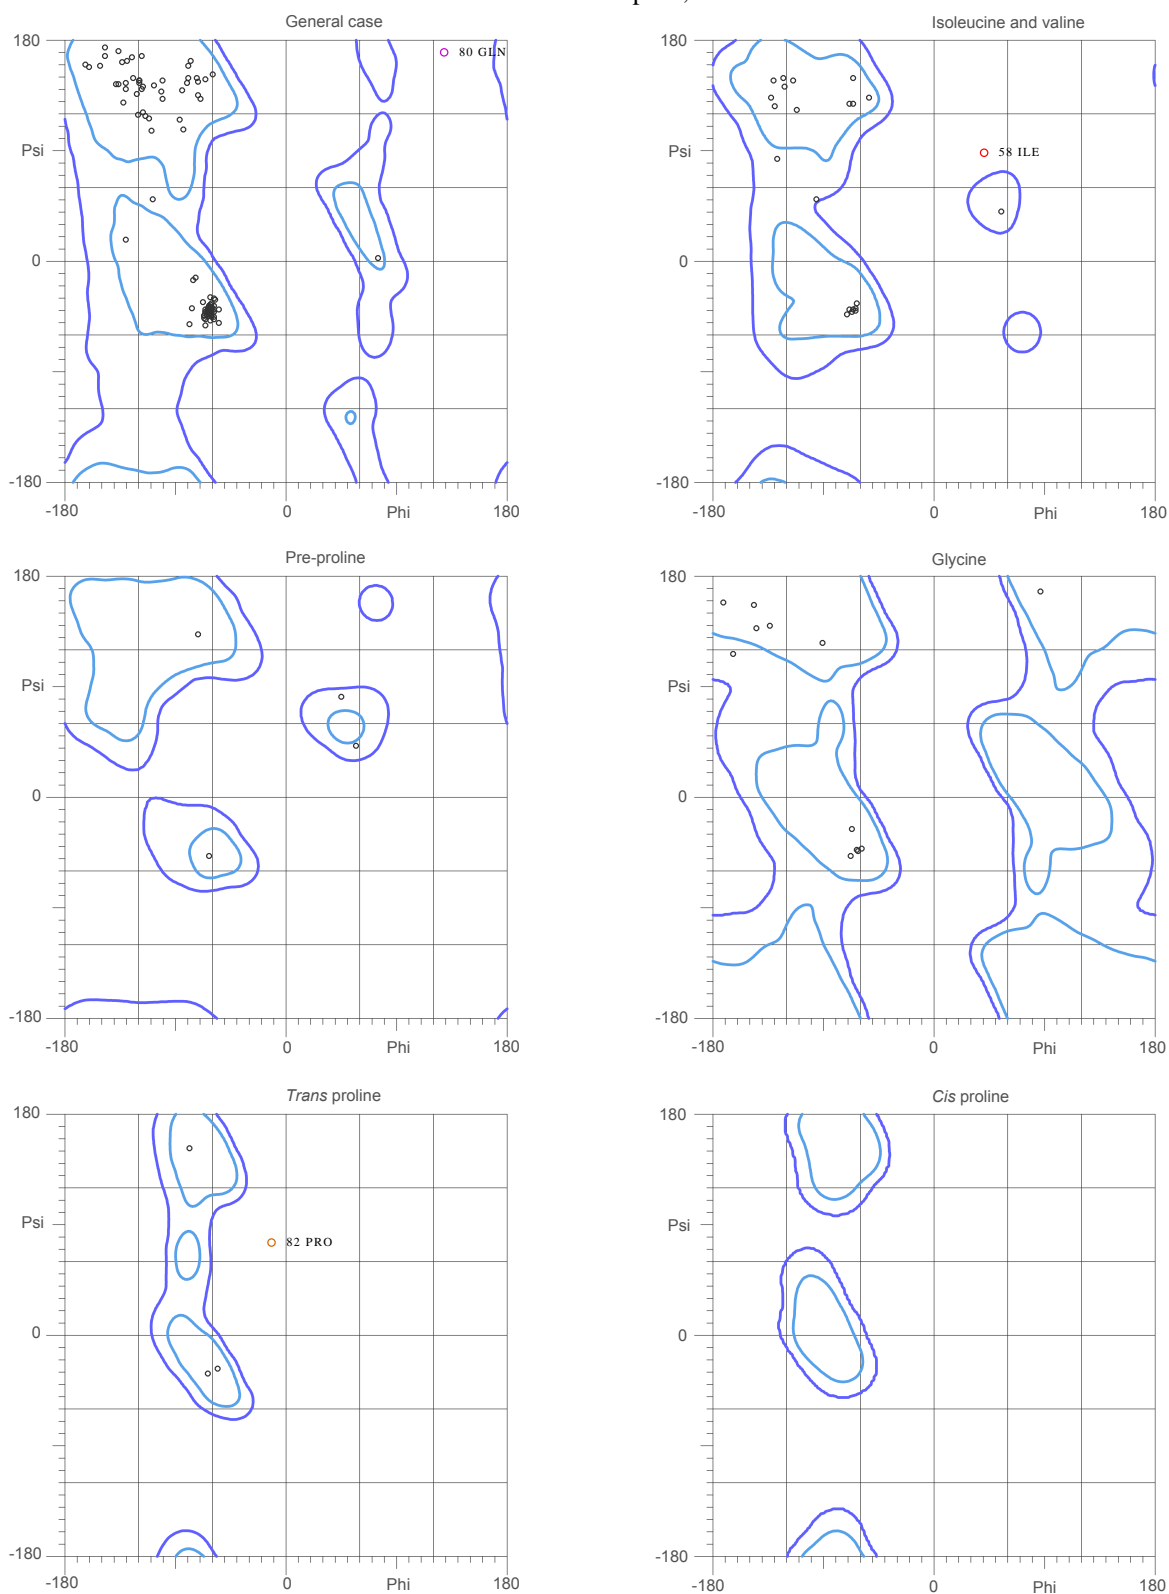 General case
Isoleucine and valine
180
80 GLN
180
Psi
Psi
58 ILE
0
0
-180
-180
-180
0
Phi
180
-180
0
Phi
180
Pre-proline
Glycine
180
180
Psi
Psi
0
0
-180
-180
-180
0
Phi
180
-180
0
Phi
180
Trans proline
Cis proline
180
180
Psi
82 PRO
Psi
0
0
-180
-180
-180
0
Phi
180
-180
0
Phi
180